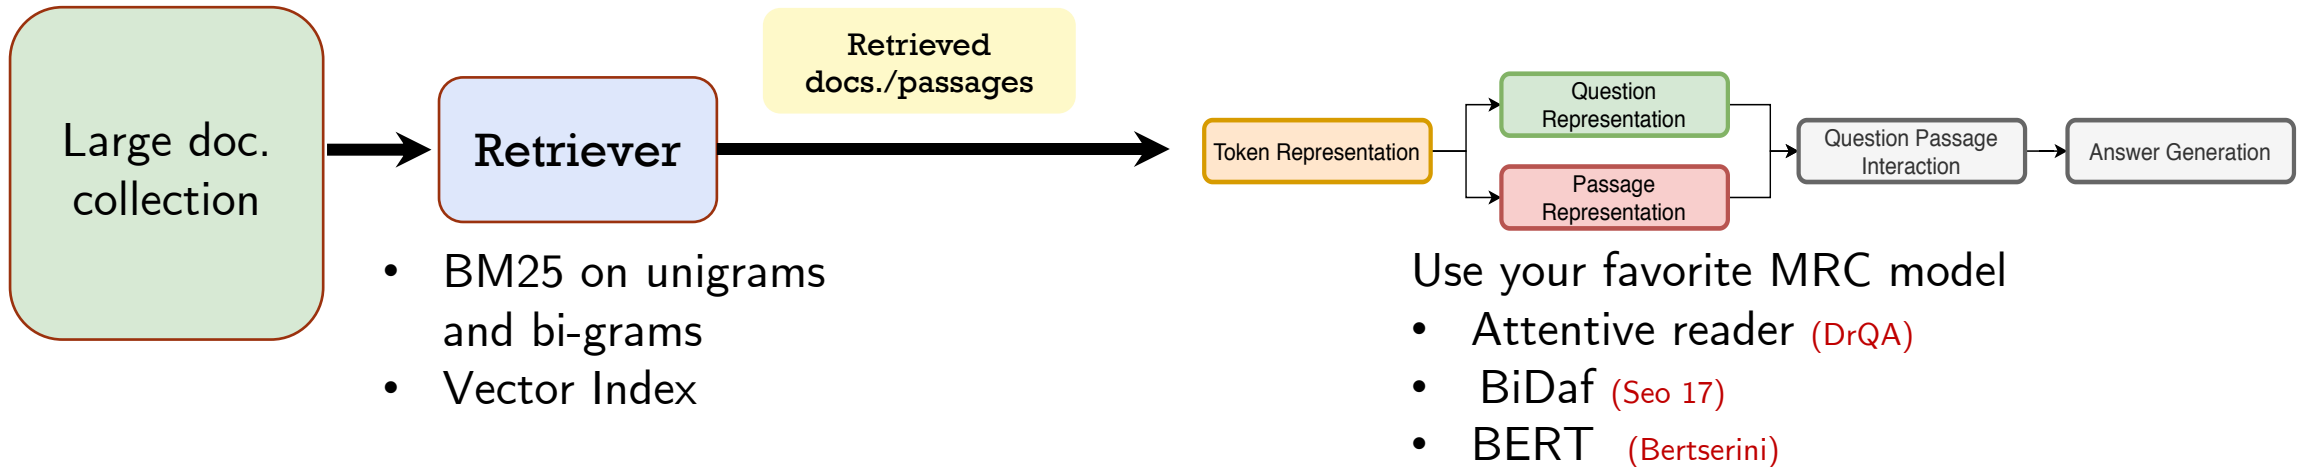 Large doc.
collection
Retriever
• BM25 on unigrams
and bi-grams
• Vector Index
Retrieved
docs./passages
Token Representation
Question
Representation
Passage
Representation
Question Passage
Interaction
Answer Generation
Use your favorite MRC model
• Attentive reader (DrQA)
• BiDaf (Seo 17)
• BERT (Bertserini)